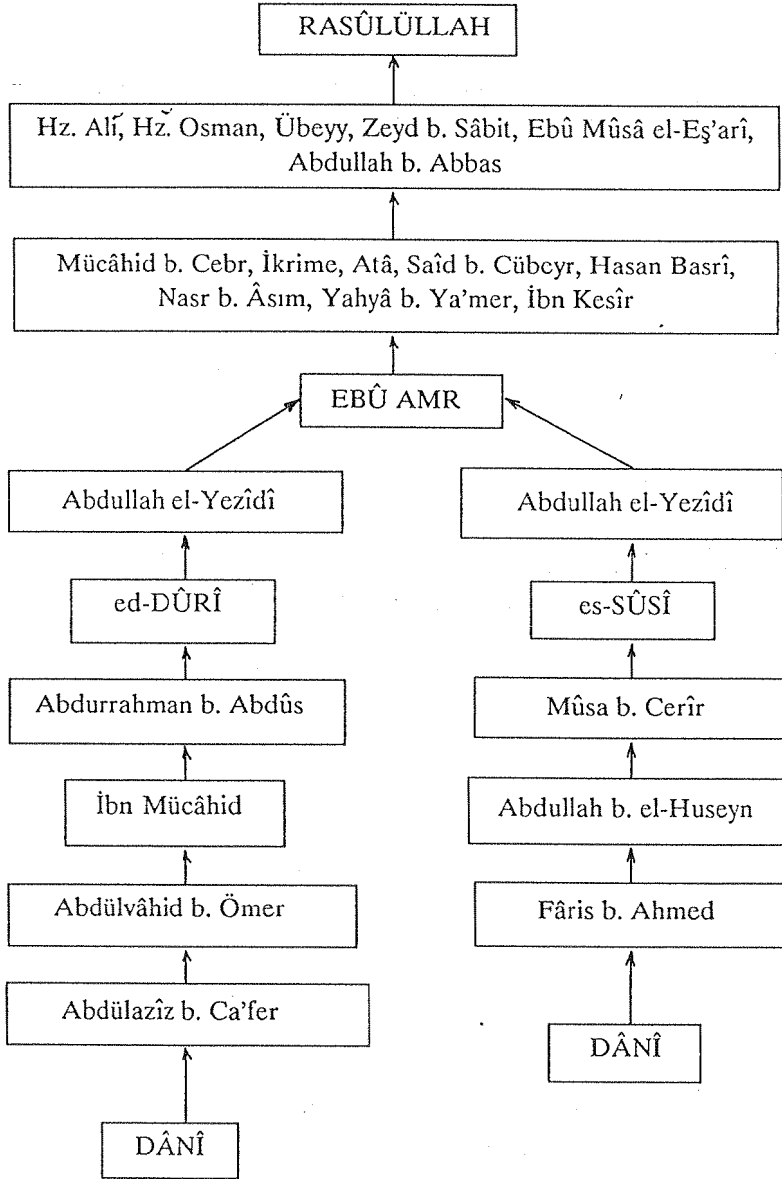 RASÛLÜLLAH
Hz. Alî, Hz. Osman, Übeyy, Zeyd b. Sâbit, Ebû Mûsâ el-Eş'arî,
Abdullah b. Abbas
Mücâhid b. Cebr, İkrime, Atâ, Saîd b. Cübeyr, Hasan Basrî,
Nasr b. Âsım, Yahyâ b. Ya'mer, İbn Kesîr
EBÛ AMR
Abdullah el-Yezîdî
ed-DÛRÎ
Abdurrahman b. Abdûs
İbn Mücâhid
Abdülvâhid b. Ömer
Abdülazîz b. Ca'fer
DÂNÎ
Abdullah el-Yezîdî
es-SÛSÎ
Mûsa b. Cerîr
Abdullah b. el-Huseyn
Fâris b. Ahmed
DÂNÎ